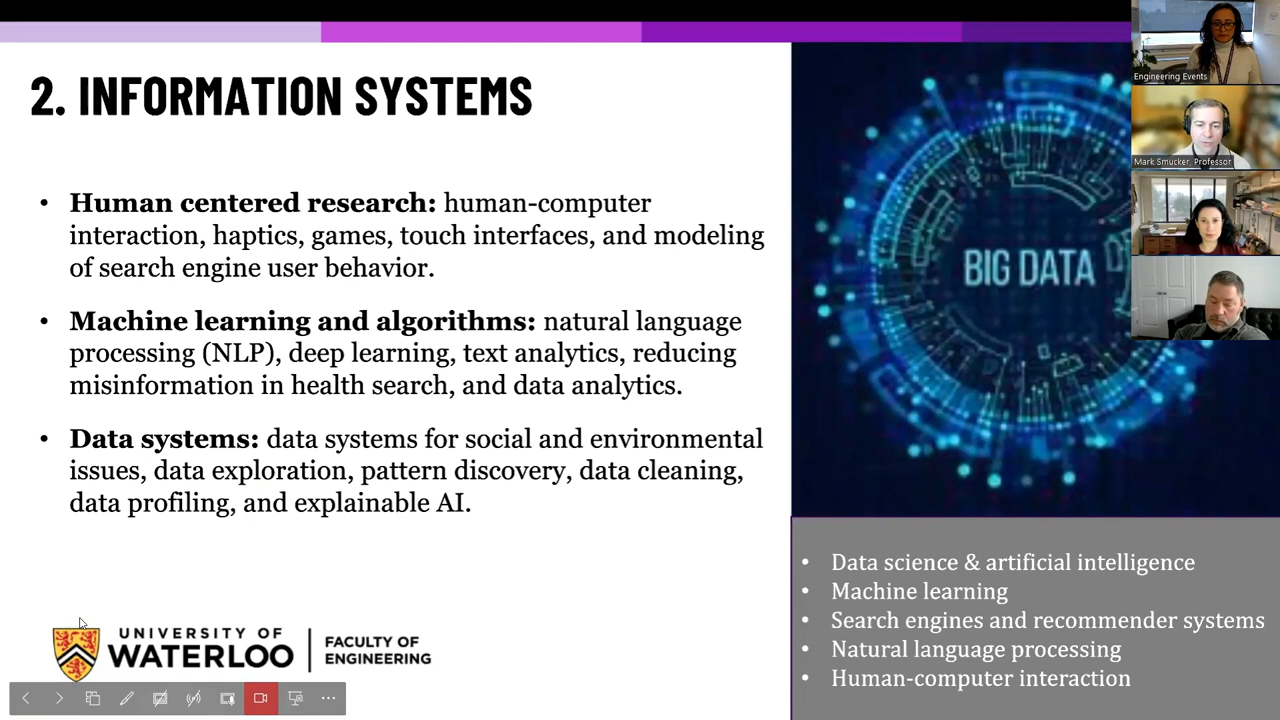 2. INFORMATION SYSTEMS
• Human centered research: human-computer
interaction, haptics, games, touch interfaces, and modeling
of search engine user behavior.
• Machine learning and algorithms: natural language
processing (NLP), deep learning, text analytics, reducing
misinformation in health search, and data analytics.
• Data systems: data systems for social and environmental
issues, data exploration, pattern discovery, data cleaning,
data profiling, and explainable AI.
UNIVERSITY OF
WATERLOO
FACULTY OF
ENGINEERING
BIG DATA
• Data science & artificial intelligence
• Machine learning
• Search engines and recommender systems
• Natural language processing
• Human-computer interaction
Engineering Events
Mark Smucker, Professor